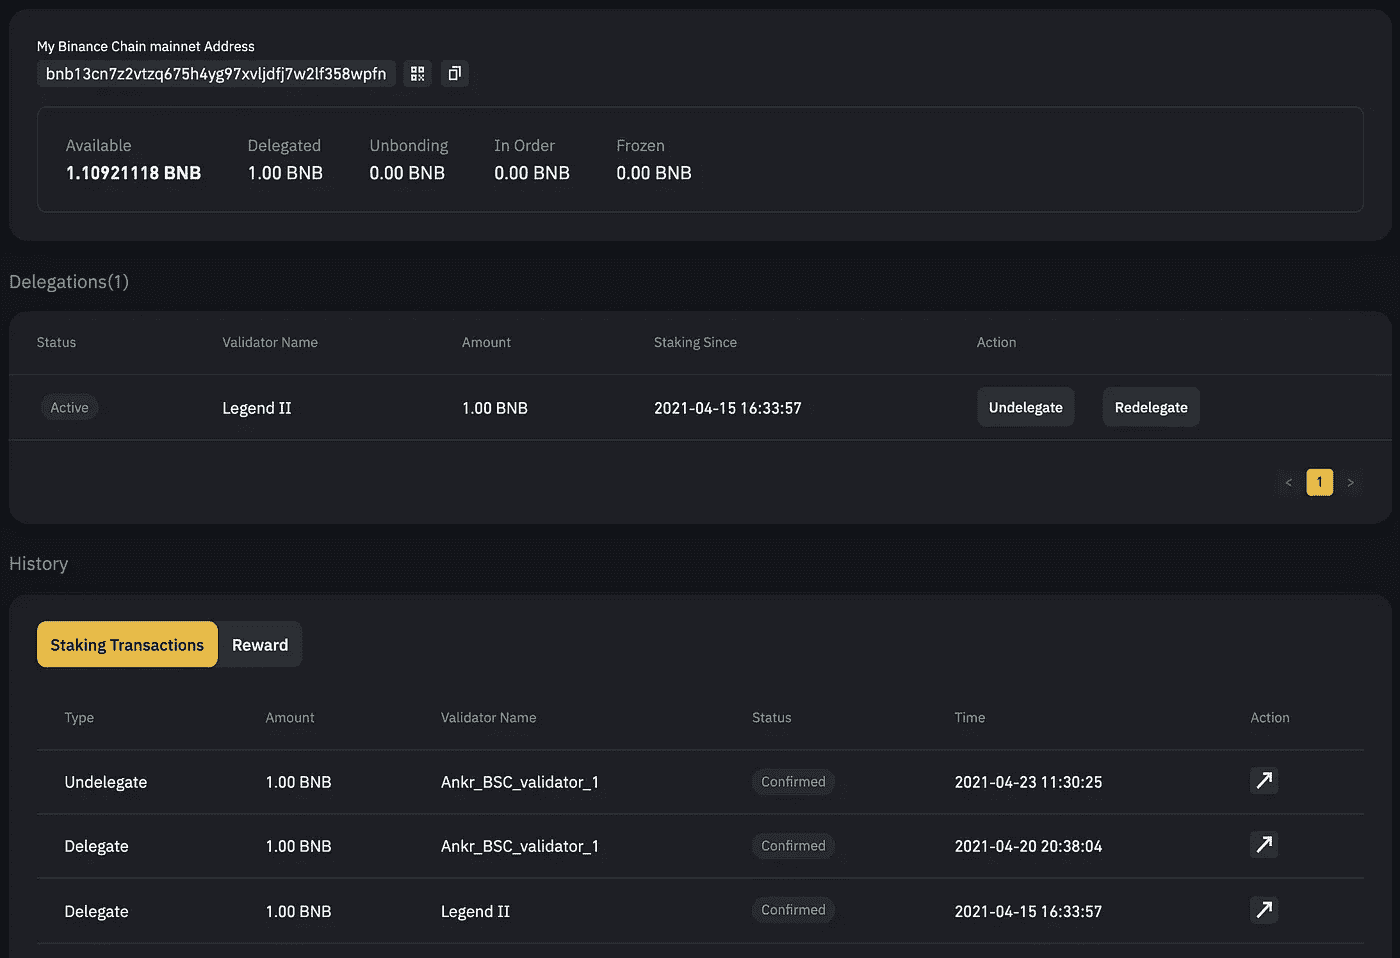 My Binance Chain mainnet Address
bnb13cn7z2vtzq675h4yg97xvljdfj7w2lf358wpfn
Available Delegated Unbonding In Order Frozen
1.10921118 BNB 1.00 BNB 0.00 BNB 0.00 BNB 0.00 BNB
Delegations(1)
Status Validator Name Amount Staking Since Action
Active Legend II 1.00 BNB 2021-04-15 16:33:57 Undelegate Redelegate
< 1 >
History
Staking Transactions Reward
Type Amount Validator Name Status Time Action
Undelegate 1.00 BNB Ankr_BSC_validator_1 Confirmed 2021-04-23 11:30:25
Delegate 1.00 BNB Ankr_BSC_validator_1 Confirmed 2021-04-20 20:38:04
Delegate 1.00 BNB Legend II Confirmed 2021-04-15 16:33:57